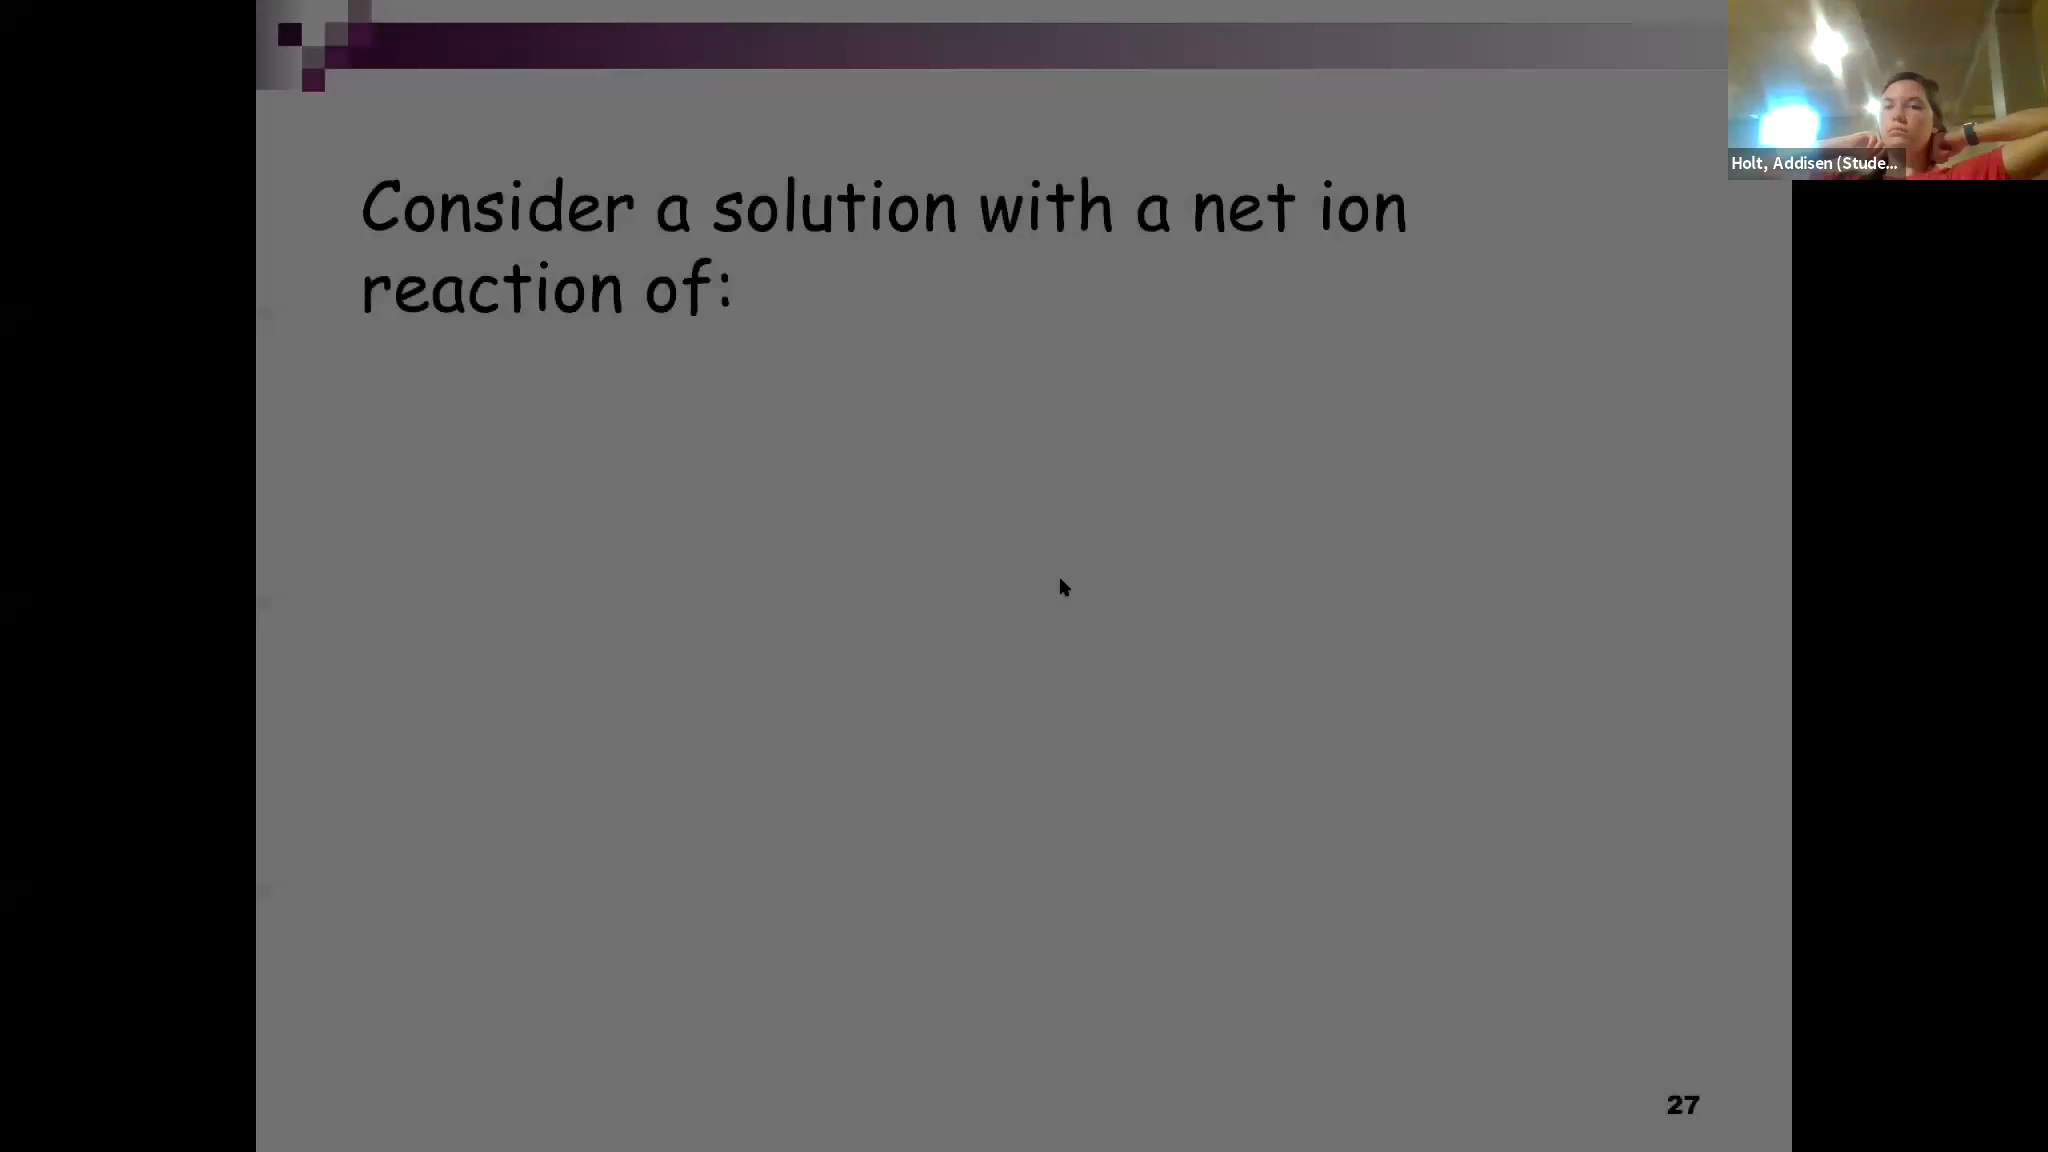 Consider a solution with a net ion
reaction of:
Holt, Addisen (Stude...
27